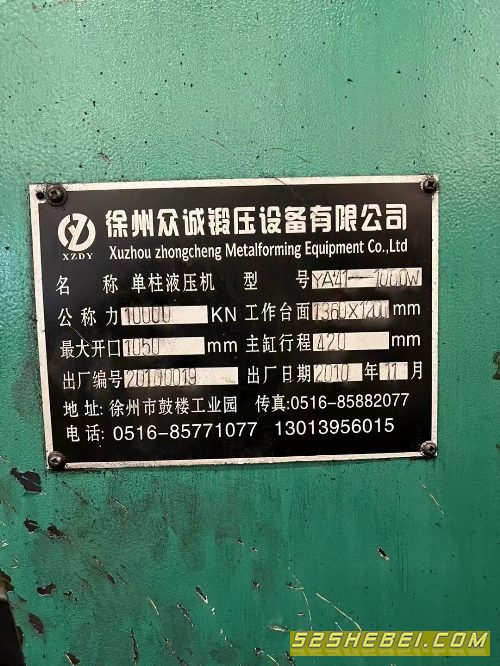 徐州众诚锻压设备有限公司
XZDY
Xuzhou zhongcheng Metalforming Equipment Co.,Ltd
名 称 单柱液压机 型 号 YA41-1000W
公称力 10000 KN 工作台面 1360X1200 mm
最大开口 1050 mm 主缸行程 420 mm
出厂编号 20100019 出厂日期 2010 年 11 月
地 址: 徐州市鼓楼工业园 传真:0516-85882077
电 话: 0516-85771077 13013956015
52SHEBEI.COM